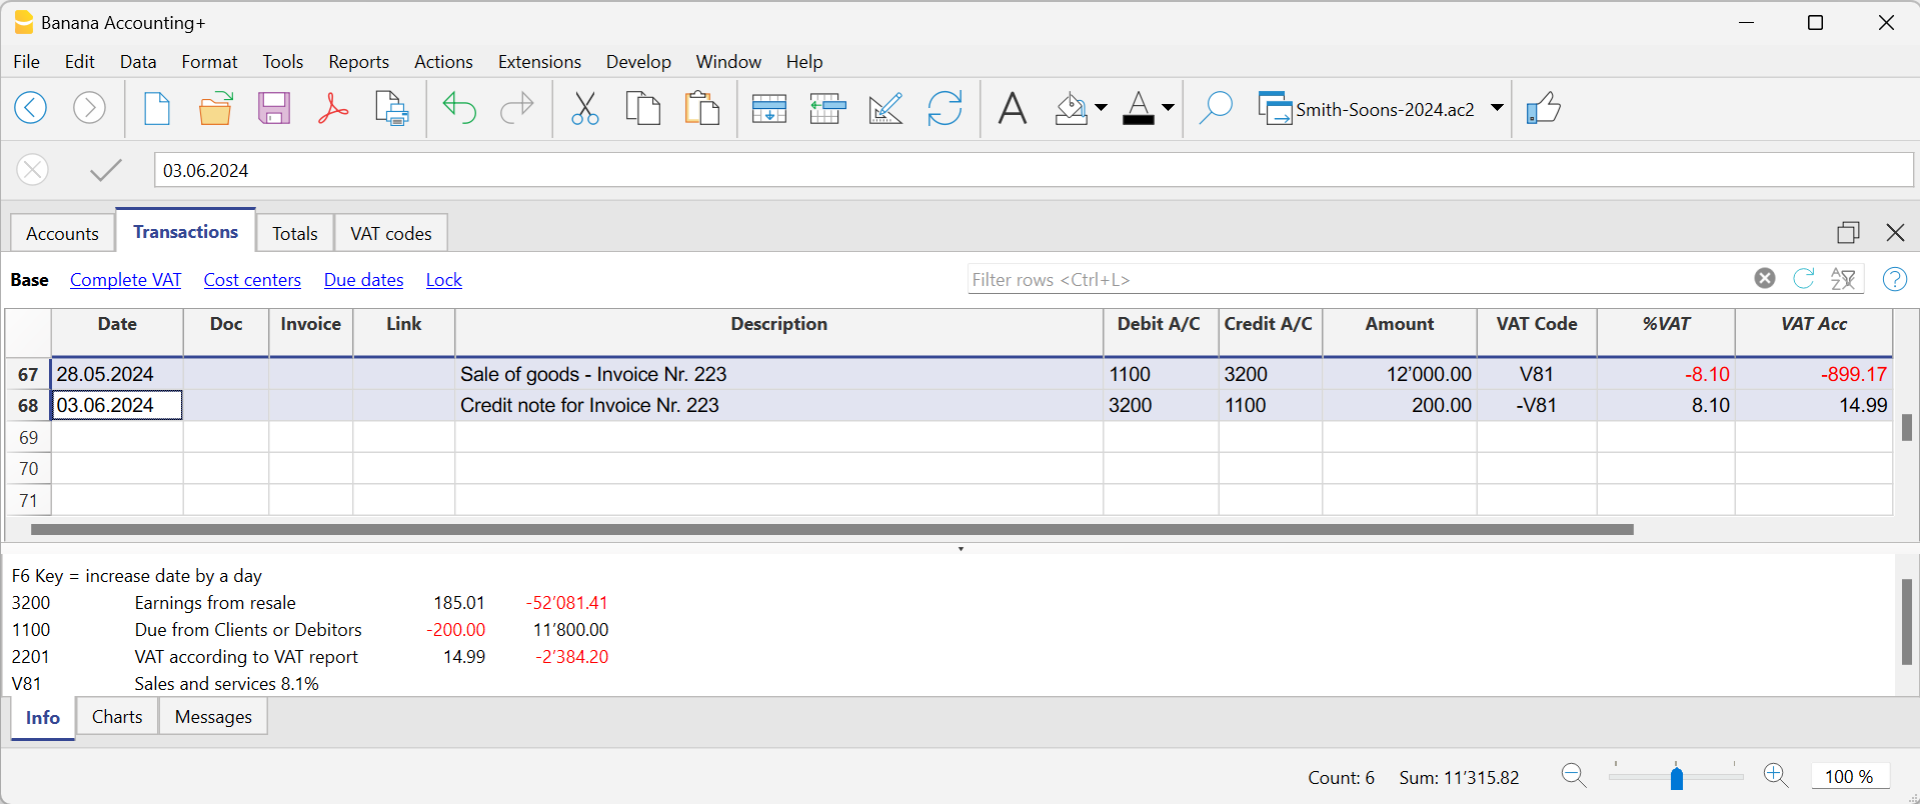 Banana Accounting+
File Edit Data Format Tools Reports Actions Extensions Develop Window Help
Smith-Soons-2024.ac2
03.06.2024
Accounts Transactions Totals VAT codes
Base Complete VAT Cost centers Due dates Lock Filter rows <Ctrl+L>
Date Doc Invoice Link Description Debit A/C Credit A/C Amount VAT Code %VAT VAT Acc
67 28.05.2024 Sale of goods - Invoice Nr. 223 1100 3200 12’000.00 V81 -8.10 -899.17
68 03.06.2024 Credit note for Invoice Nr. 223 3200 1100 200.00 -V81 8.10 14.99
69
70
71
F6 Key = increase date by a day
3200 Earnings from resale 185.01 -52’081.41
1100 Due from Clients or Debitors -200.00 11’800.00
2201 VAT according to VAT report 14.99 -2’384.20
V81 Sales and services 8.1%
Info Charts Messages
Count: 6 Sum: 11’315.82 100 %